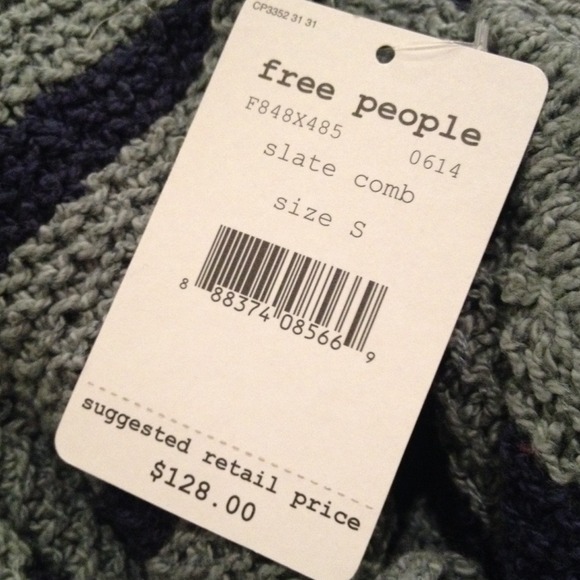 CP3352 31 31
free people
F848X485 0614
slate comb
size S
8 88374 08566 9
suggested retail price
$128.00